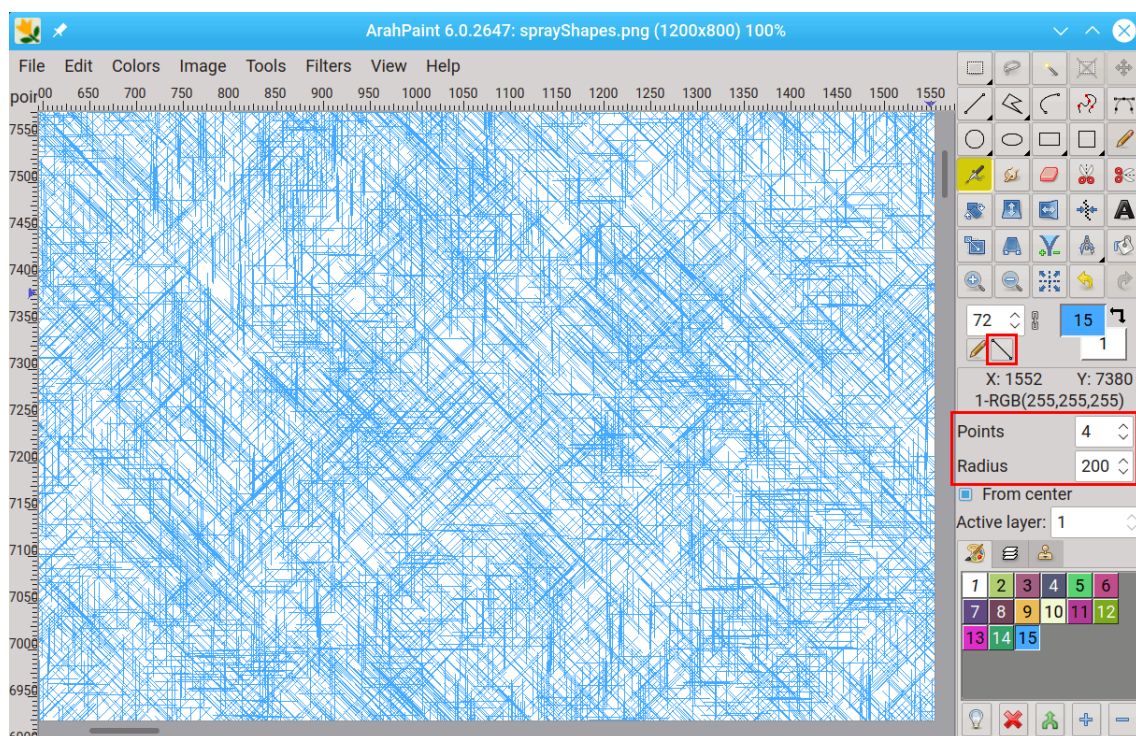 ArahPaint 6.0.2647: sprayShapes.png (1200x800) 100%
File Edit Colors Image Tools Filters View Help
650 700 750 800 850 900 950 1000 1050 1100 1150 1200 1250 1300 1350 1400 1450 1500 1550
7550
7500
7450
7400
7350
7300
7250
7200
7150
7100
7050
7000
6950
A
72 15
1
X: 1552 Y: 7380
1-RGB(255,255,255)
Points 4
Radius 200
From center
Active layer: 1
1 2 3 4 5 6
7 8 9 10 11 12
13 14 15